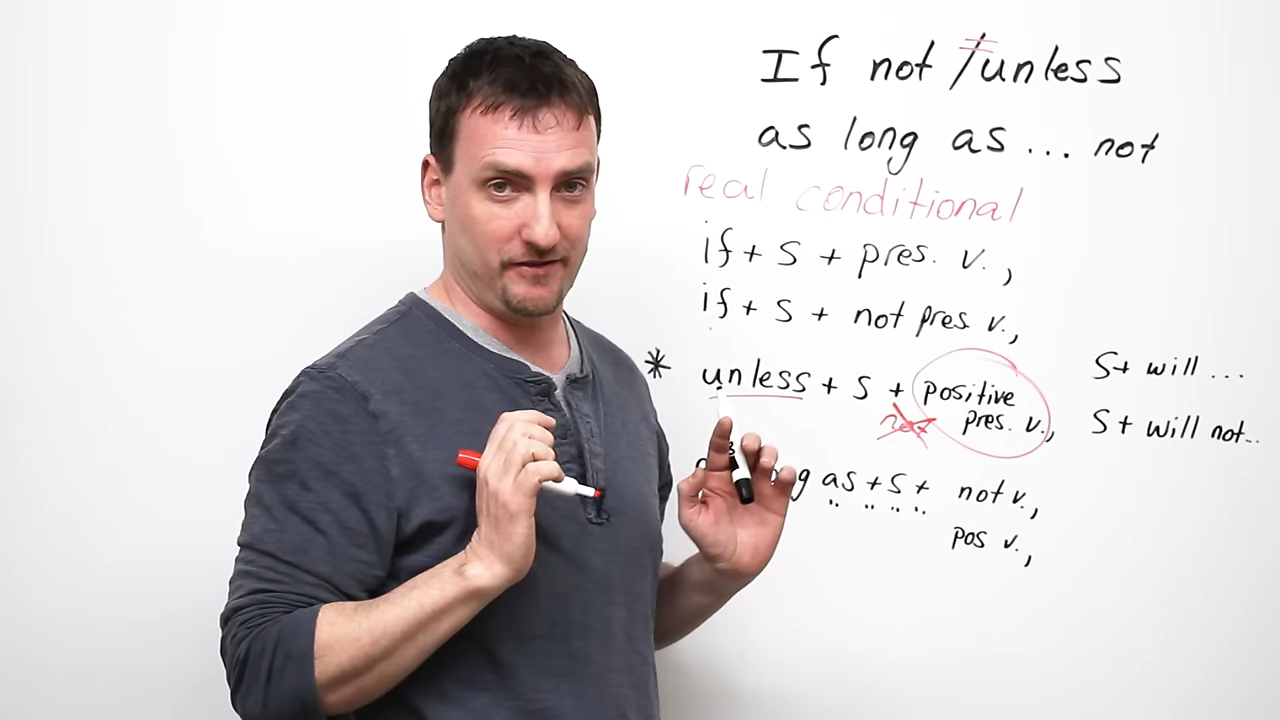 If not / unless
as long as ... not
real conditional
if + S + pres. v.,
if + S + not pres v.,
* unless + S + positive
pres. v.,
S + will ...
S + will not...
as + S + not v.,
" " " "
pos v.,